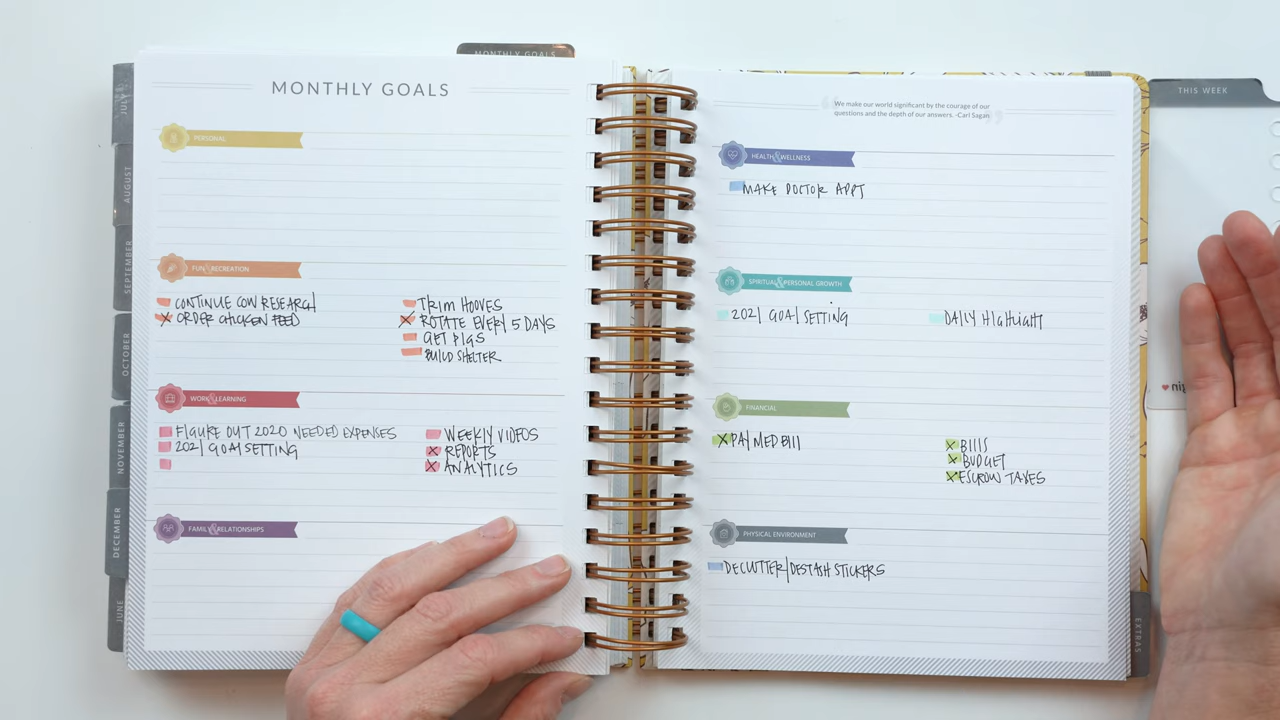 MONTHLY GOALS
THIS WEEK
JULY
AUGUST
SEPTEMBER
OCTOBER
NOVEMBER
DECEMBER
JUNE
MONTHLY GOALS
PERSONAL
FUN & RECREATION
CONTINUE COW RESEARCH
ORDER CHICKEN FEED
TRIM HOOVES
ROTATE EVERY 5 DAYS
GET PIGS
BUILD SHELTER
WORK & LEARNING
FIGURE OUT 2020 NEEDED EXPENSES
2021 GOAL SETTING
WEEKLY VIDEOS
REPORTS
ANALYTICS
FAMILY & RELATIONSHIPS
We make our world significant by the courage of our
questions and the depth of our answers. -Carl Sagan
HEALTH & WELLNESS
MAKE DOCTOR APPT
SPIRITUAL & PERSONAL GROWTH
2021 GOAL SETTING
DAILY HIGHLIGHT
FINANCIAL
PAY MED BILL
BILLS
BUDGET
ESCROW TAXES
PHYSICAL ENVIRONMENT
DECLUTTER/DESTASH STICKERS
EXTRAS